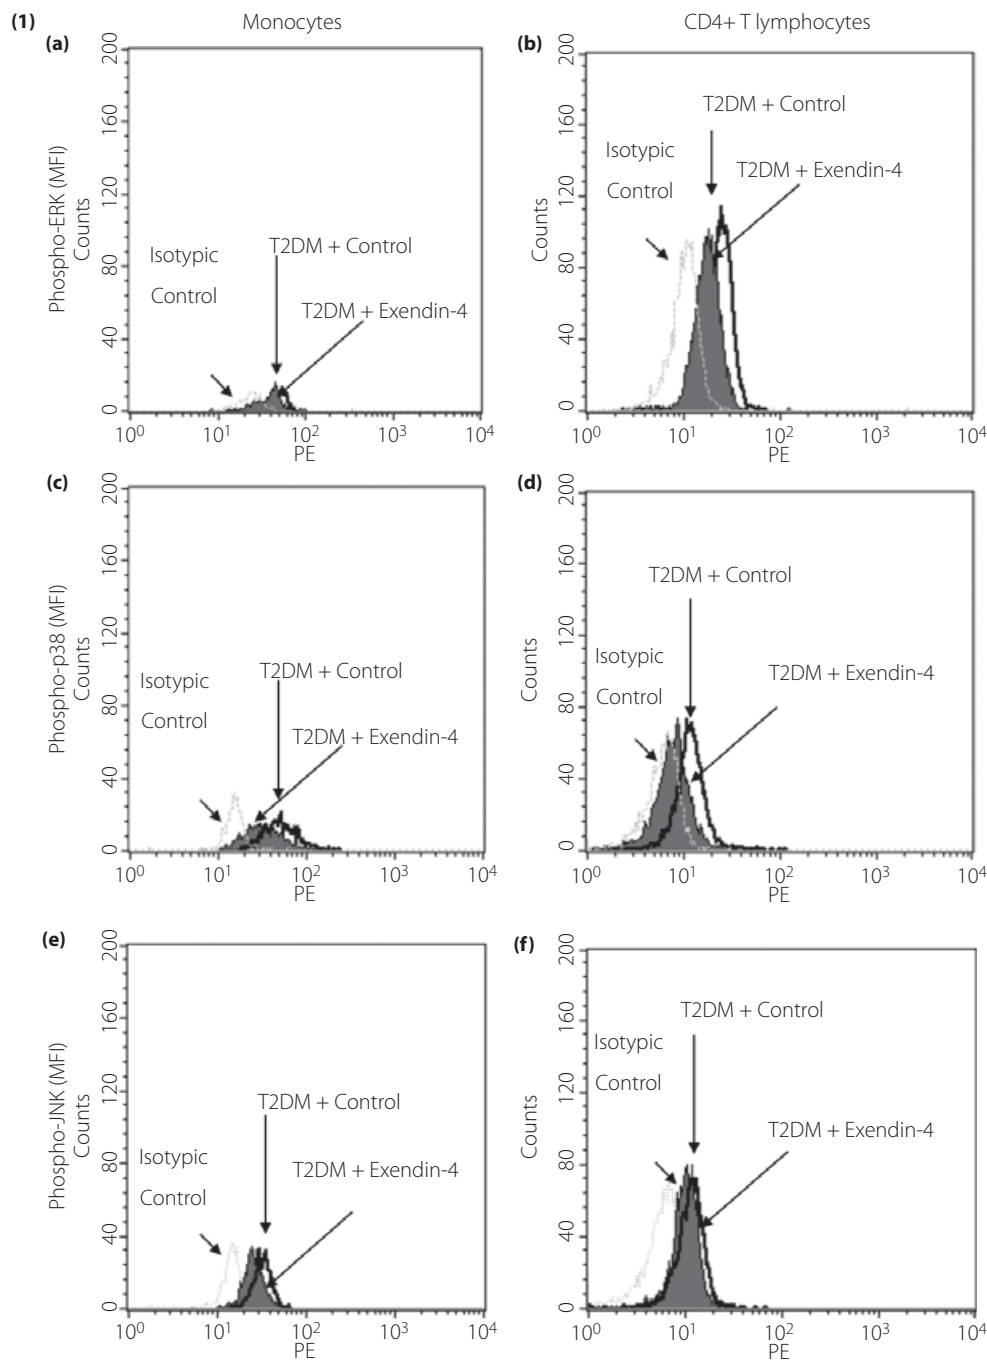 (1)
Monocytes
CD4+ T lymphocytes
(a)
Phospho-ERK (MFI)
Counts
200
160
120
80
40
0
Isotypic
Control
T2DM + Control
T2DM + Exendin-4
100 101 102 103 104
PE
(b)
Counts
200
160
120
80
40
0
T2DM + Control
Isotypic
Control
T2DM + Exendin-4
100 101 102 103 104
PE
(c)
Phospho-p38 (MFI)
Counts
200
160
120
80
40
0
Isotypic
Control
T2DM + Control
T2DM + Exendin-4
100 101 102 103 104
PE
(d)
Counts
200
160
120
80
40
0
T2DM + Control
Isotypic
Control
T2DM + Exendin-4
100 101 102 103 104
PE
(e)
Phospho-JNK (MFI)
Counts
200
160
120
80
40
0
T2DM + Control
Isotypic
Control
T2DM + Exendin-4
100 101 102 103 104
PE
(f)
Counts
200
160
120
80
40
0
T2DM + Control
Isotypic
Control
T2DM + Exendin-4
100 101 102 103 104
PE